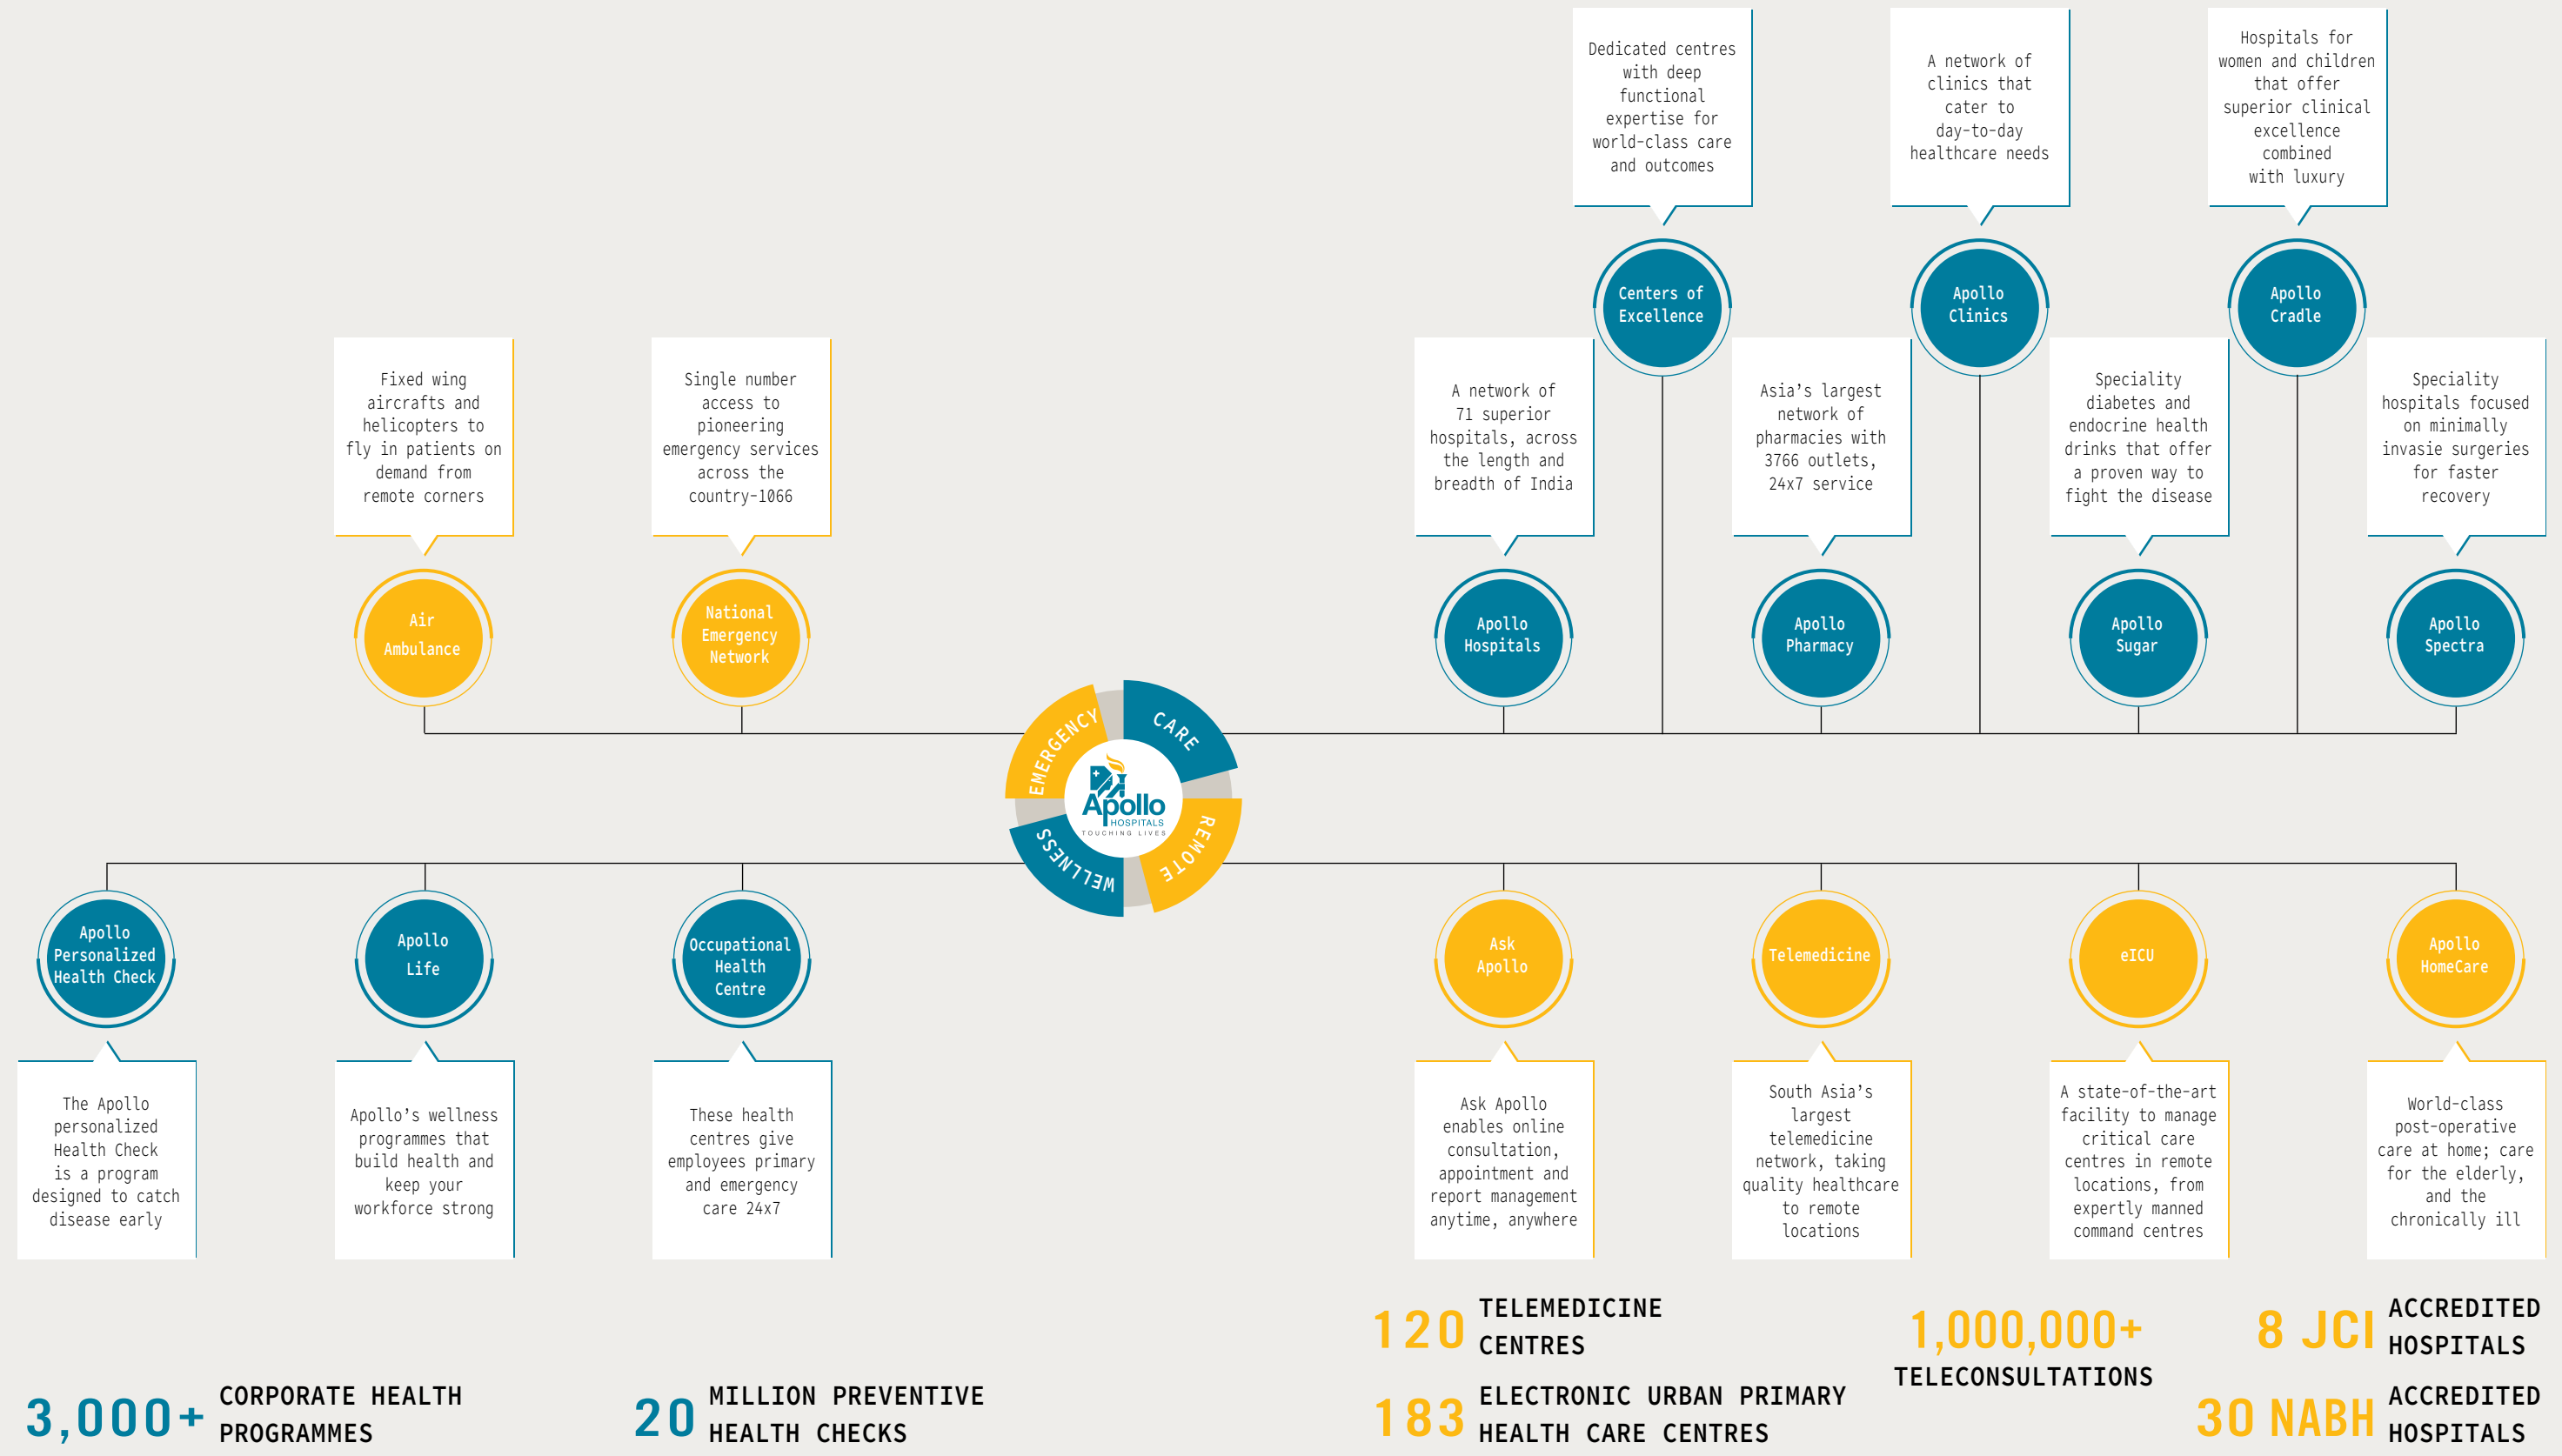 Dedicated centres
with deep
functional
expertise for
world-class care
and outcomes
A network of
clinics that
cater to
day-to-day
healthcare needs
Hospitals for
women and children
that offer
superior clinical
excellence
combined
with luxury
Centers of
Excellence
Apollo
Clinics
Apollo
Cradle
Fixed wing
aircrafts and
helicopters to
fly in patients on
demand from
remote corners
Single number
access to
pioneering
emergency services
across the
country-1066
A network of
71 superior
hospitals, across
the length and
breadth of India
Asia's largest
network of
pharmacies with
3766 outlets,
24x7 service
Speciality
diabetes and
endocrine health
drinks that offer
a proven way to
fight the disease
Speciality
hospitals focused
on minimally
invasie surgeries
for faster
recovery
Air
Ambulance
National
Emergency
Network
Apollo
Hospitals
Apollo
Pharmacy
Apollo
Sugar
Apollo
Spectra
EMERGENCY
CARE
Apollo
HOSPITALS
TOUCHING LIVES
WELLNESS
REMOTE
Apollo
Personalized
Health Check
Apollo
Life
Occupational
Health
Centre
Ask
Apollo
Telemedicine
eICU
Apollo
HomeCare
The Apollo
personalized
Health Check
is a program
designed to catch
disease early
Apollo's wellness
programmes that
build health and
keep your
workforce strong
These health
centres give
employees primary
and emergency
care 24x7
Ask Apollo
enables online
consultation,
appointment and
report management
anytime, anywhere
South Asia's
largest
telemedicine
network, taking
quality healthcare
to remote
locations
A state-of-the-art
facility to manage
critical care
centres in remote
locations, from
expertly manned
command centres
World-class
post-operative
care at home; care
for the elderly,
and the
chronically ill
3,000+ CORPORATE HEALTH
PROGRAMMES
20 MILLION PREVENTIVE
HEALTH CHECKS
120 TELEMEDICINE
CENTRES
183 ELECTRONIC URBAN PRIMARY
HEALTH CARE CENTRES
1,000,000+
TELECONSULTATIONS
8 JCI ACCREDITED
HOSPITALS
30 NABH ACCREDITED
HOSPITALS